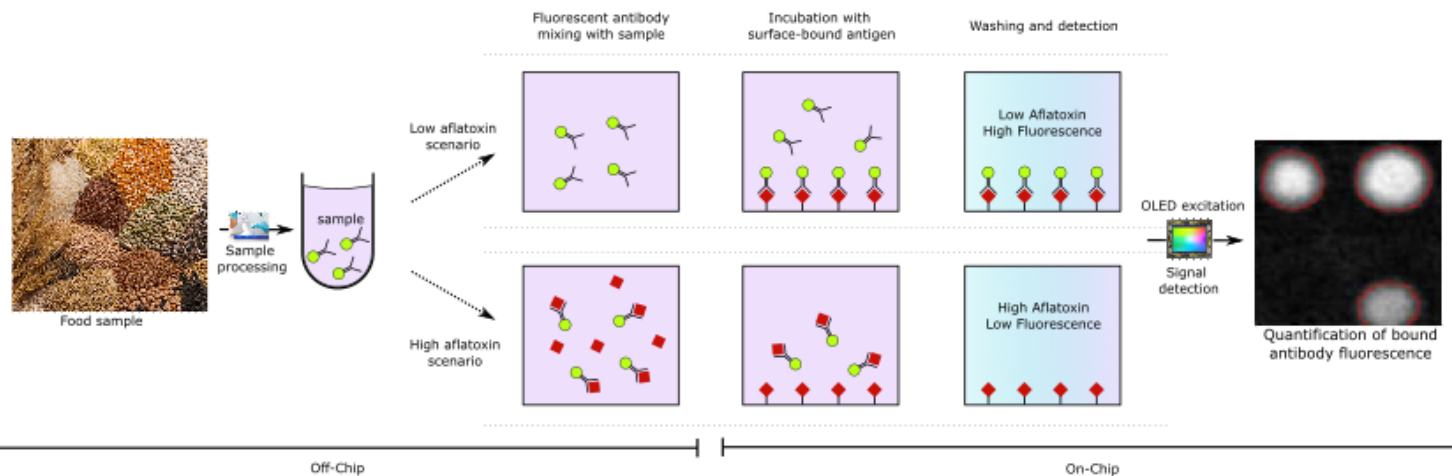 Fluorescent antibody
mixing with sample
Incubation with
surface-bound antigen
Washing and detection
Low aflatoxin
scenario
Low Aflatoxin
High Fluorescence
sample
Sample
processing
Food sample
OLED excitation
Signal
detection
High aflatoxin
scenario
High Aflatoxin
Low Fluorescence
Quantification of bound
antibody fluorescence
Off-Chip
On-Chip